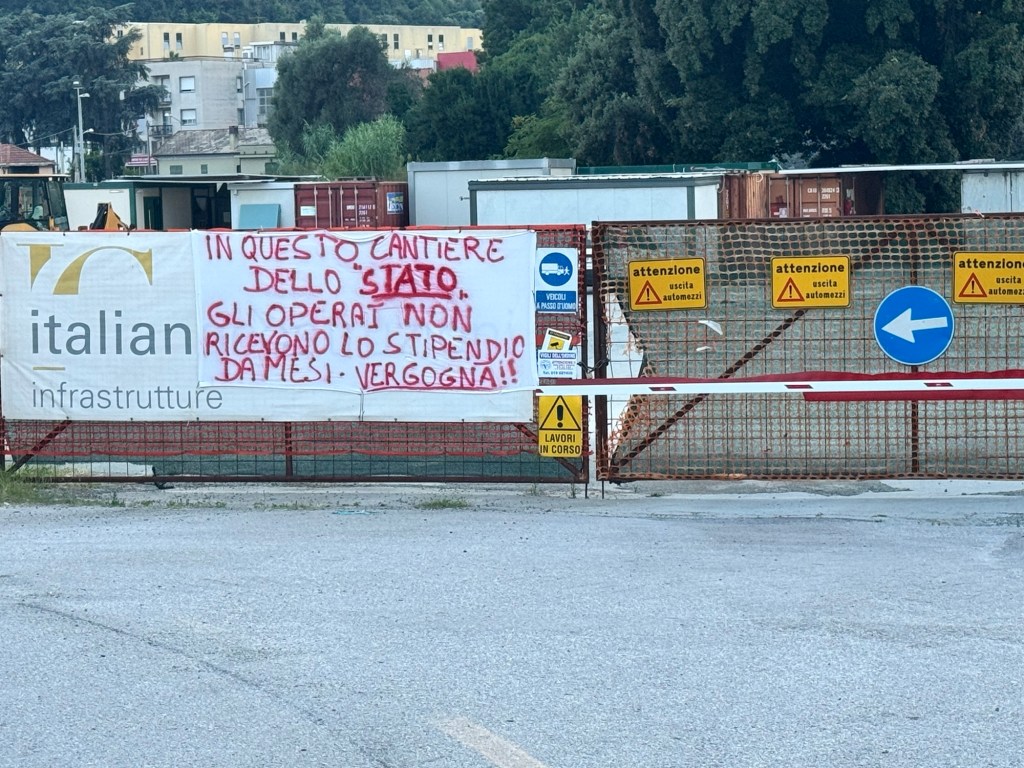 IN QUESTO CANTIERE
DELLO "STATO„
GLI OPERAI NON
RICEVONO LO STIPENDIO
DA MESI. VERGOGNA!!
italian
infrastrutture
VEICOLI
A PASSO D'UOMO
LAVORI
IN CORSO
attenzione
uscita
automezzi
attenzione
uscita
automezzi
attenzione
uscita
automezzi